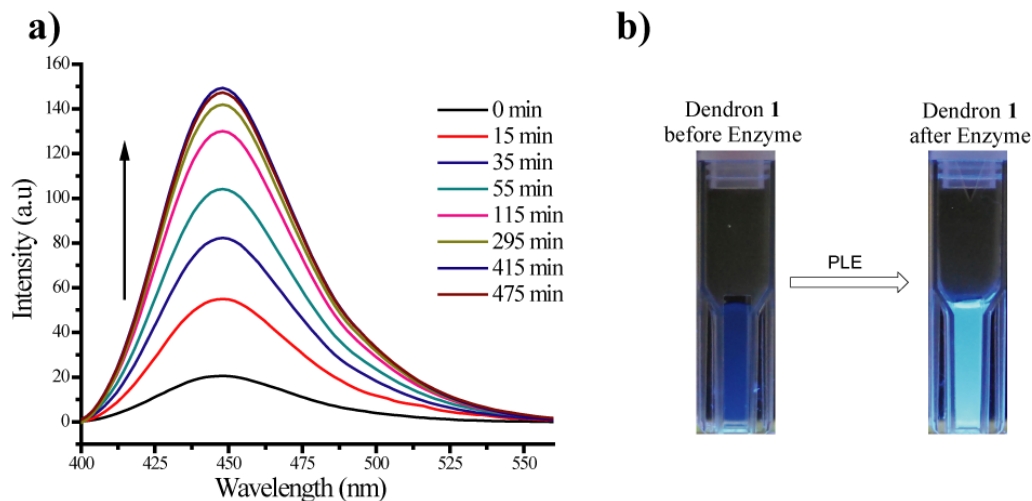 a)
160
140
120
100
80
60
40
20
0
Intensity (a.u)
400
425
450
475
500
525
550
Wavelength (nm)
0 min
15 min
35 min
55 min
115 min
295 min
415 min
475 min
b)
Dendron 1
before Enzyme
PLE
Dendron 1
after Enzyme